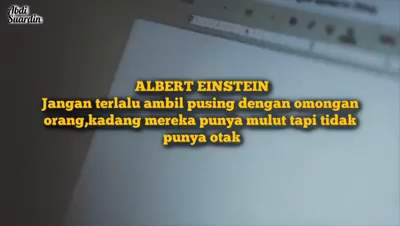 Abdi
Suardin
ALBERT EINSTEIN
Jangan terlalu ambil pusing dengan omongan
orang,kadang mereka punya mulut tapi tidak
punya otak